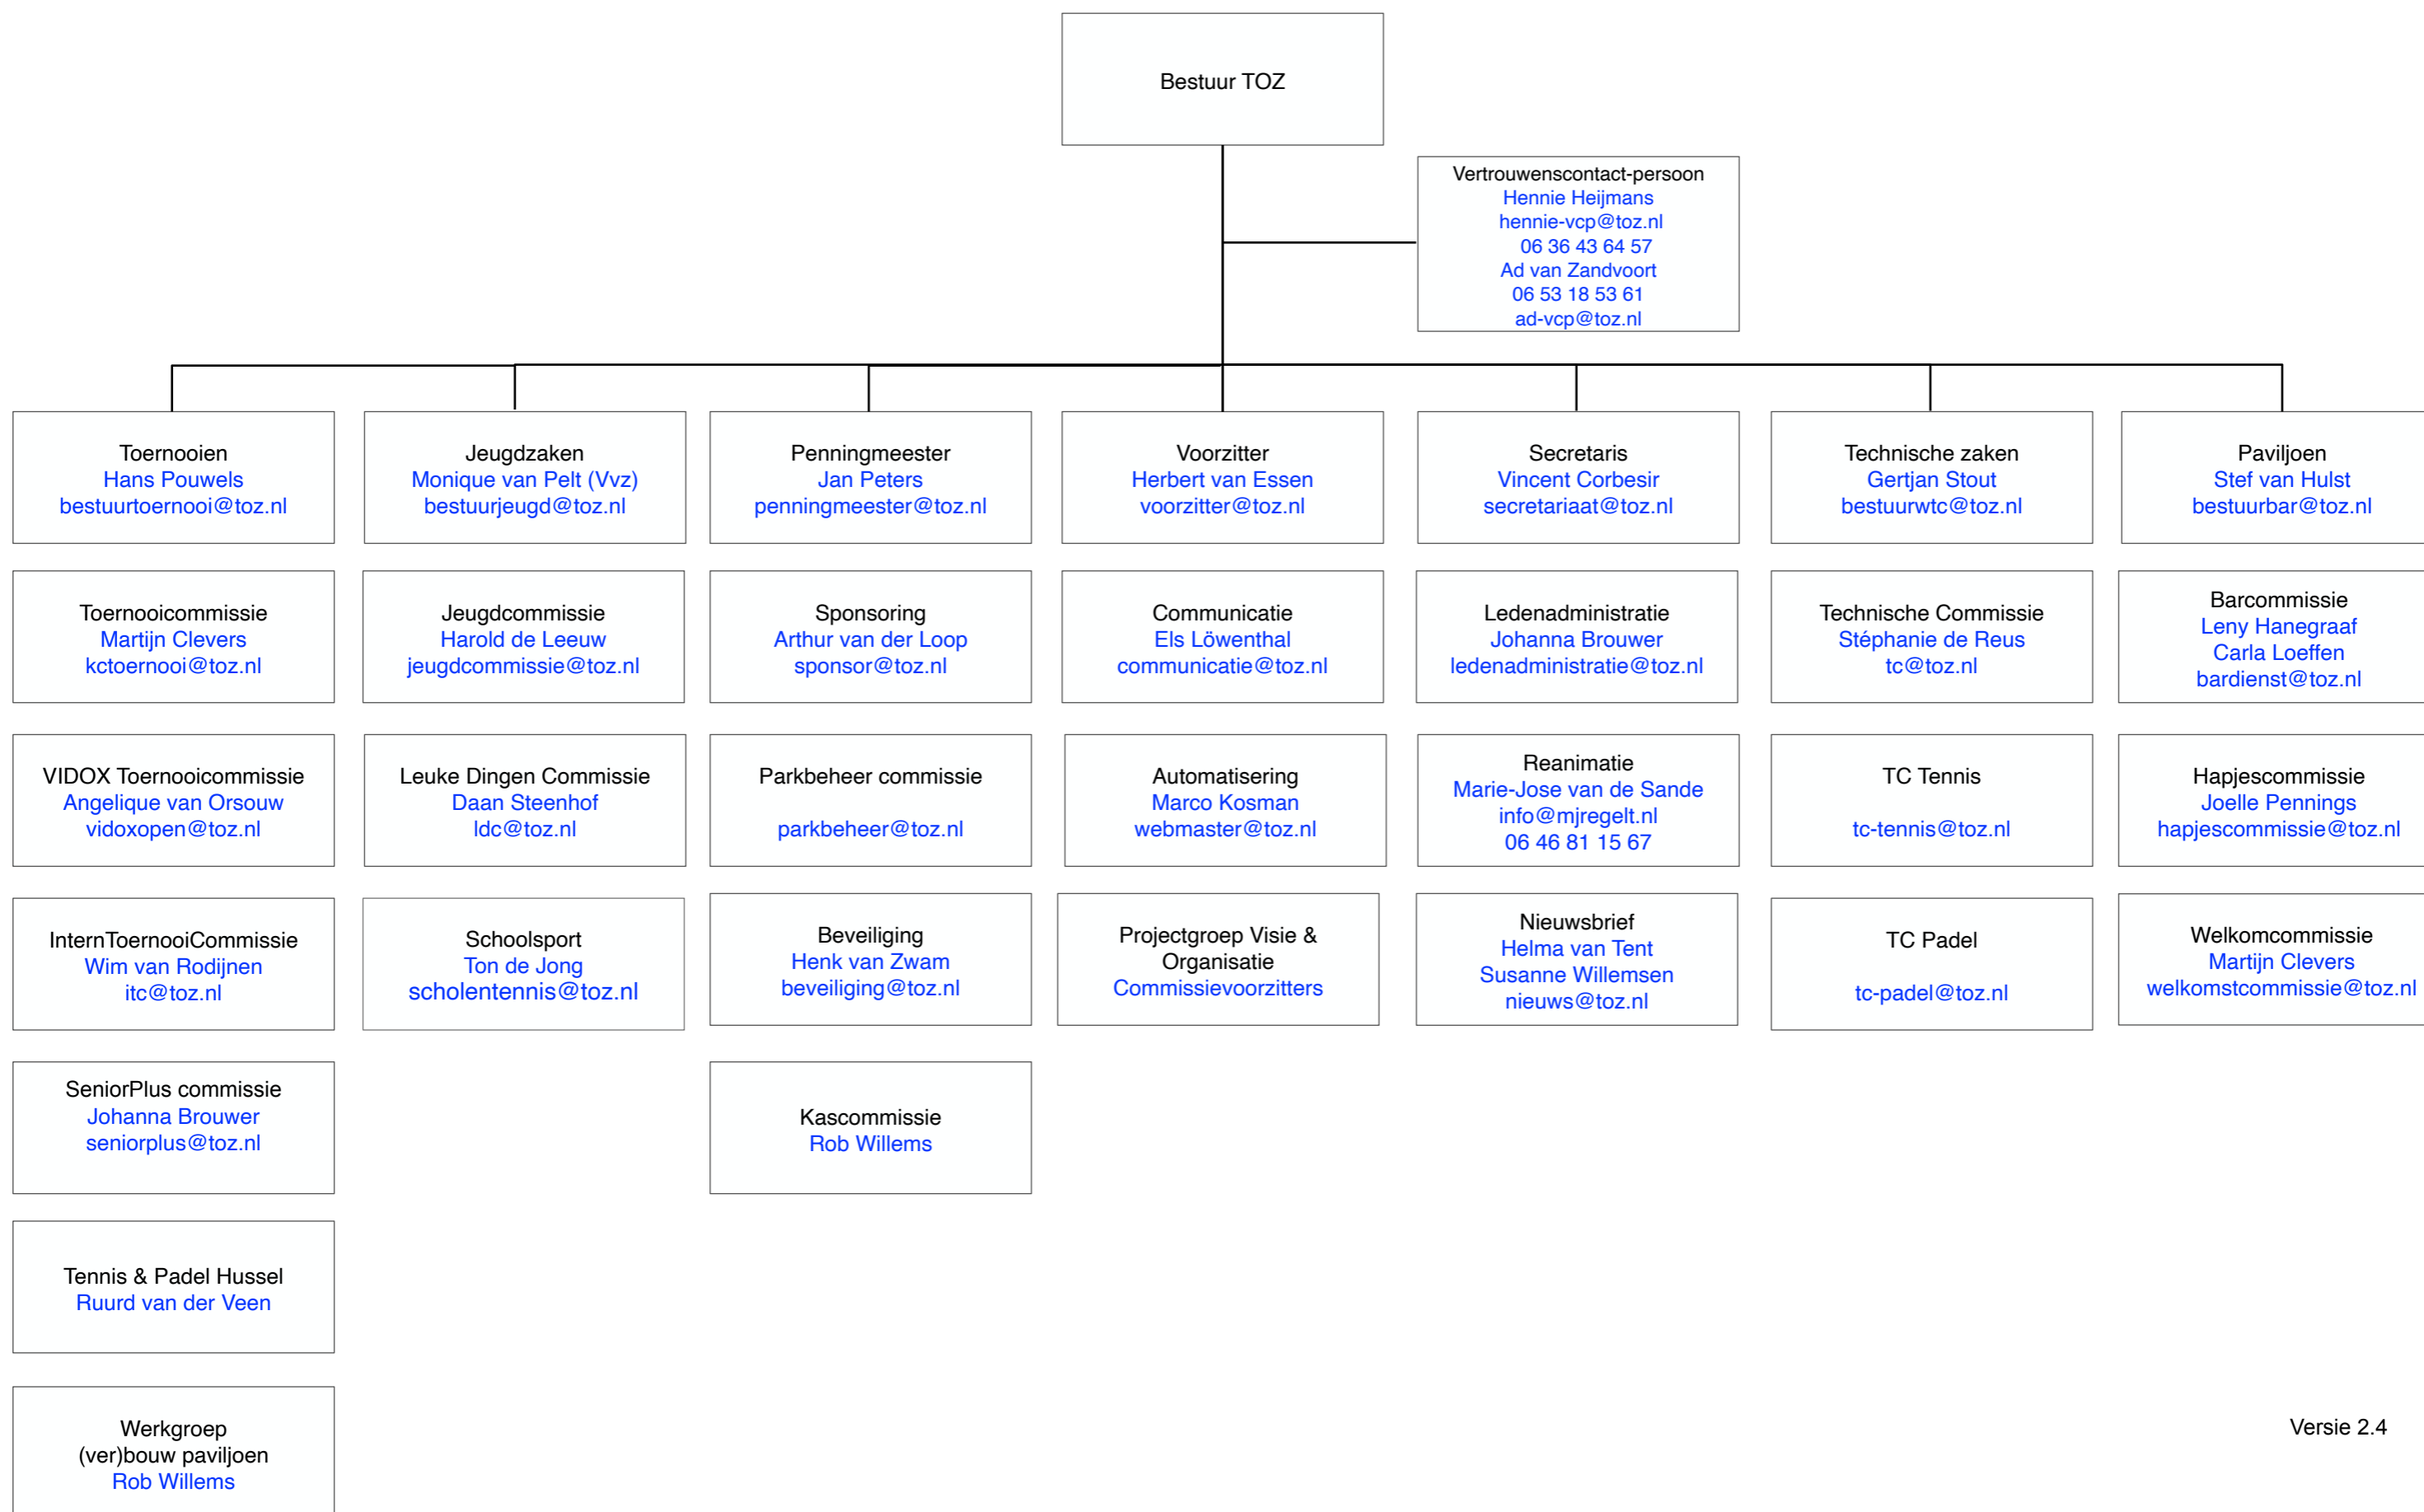 Bestuur TOZ
Vertrouwenscontact-persoon
Hennie Heijmans
hennie-vcp@toz.nl
06 36 43 64 57
Ad van Zandvoort
06 53 18 53 61
ad-vcp@toz.nl
Toernooien
Hans Pouwels
bestuurtoernooi@toz.nl
Jeugdzaken
Monique van Pelt (Vvz)
bestuurjeugd@toz.nl
Penningmeester
Jan Peters
penningmeester@toz.nl
Voorzitter
Herbert van Essen
voorzitter@toz.nl
Secretaris
Vincent Corbesir
secretariaat@toz.nl
Technische zaken
Gertjan Stout
bestuurwtc@toz.nl
Paviljoen
Stef van Hulst
bestuurbar@toz.nl
Toernooicommissie
Martijn Clevers
kctoernooi@toz.nl
Jeugdcommissie
Harold de Leeuw
jeugdcommissie@toz.nl
Sponsoring
Arthur van der Loop
sponsor@toz.nl
Communicatie
Els Löwenthal
communicatie@toz.nl
Ledenadministratie
Johanna Brouwer
ledenadministratie@toz.nl
Technische Commissie
Stéphanie de Reus
tc@toz.nl
Barcommissie
Leny Hanegraaf
Carla Loeffen
bardienst@toz.nl
VIDOX Toernooicommissie
Angelique van Orsouw
vidoxopen@toz.nl
Leuke Dingen Commissie
Daan Steenhof
ldc@toz.nl
Parkbeheer commissie
parkbeheer@toz.nl
Automatisering
Marco Kosman
webmaster@toz.nl
Reanimatie
Marie-Jose van de Sande
info@mjregelt.nl
06 46 81 15 67
TC Tennis
tc-tennis@toz.nl
Hapjescommissie
Joelle Pennings
hapjescommissie@toz.nl
InternToernooiCommissie
Wim van Rodijnen
itc@toz.nl
Schoolsport
Ton de Jong
scholentennis@toz.nl
Beveiliging
Henk van Zwam
beveiliging@toz.nl
Projectgroep Visie &
Organisatie
Commissievoorzitters
Nieuwsbrief
Helma van Tent
Susanne Willemsen
nieuws@toz.nl
TC Padel
tc-padel@toz.nl
Welkomcommissie
Martijn Clevers
welkomstcommissie@toz.nl
SeniorPlus commissie
Johanna Brouwer
seniorplus@toz.nl
Kascommissie
Rob Willems
Tennis & Padel Hussel
Ruurd van der Veen
Werkgroep
(ver)bouw paviljoen
Rob Willems
Versie 2.4